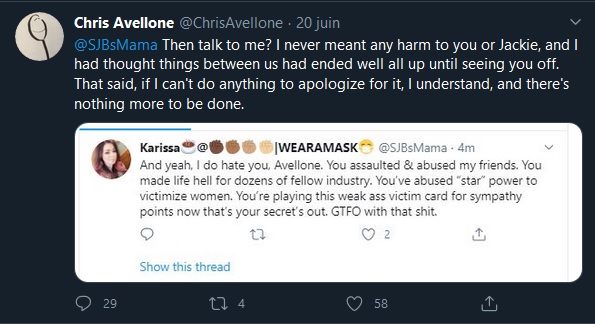 Chris Avellone @ChrisAvellone · 20 juin
@SJBsMama Then talk to me? I never meant any harm to you or Jackie, and I
had thought things between us had ended well all up until seeing you off.
That said, if I can't do anything to apologize for it, I understand, and there's
nothing more to be done.
Karissa☕@✊🏿✊🏾✊🏽✊🏼|WEARAMASK😷 @SJBsMama · 4m
And yeah, I do hate you, Avellone. You assaulted & abused my friends. You
made life hell for dozens of fellow industry. You've abused "star" power to
victimize women. You're playing this weak ass victim card for sympathy
points now that's your secret's out. GTFO with that shit.
2
Show this thread
29 4 58